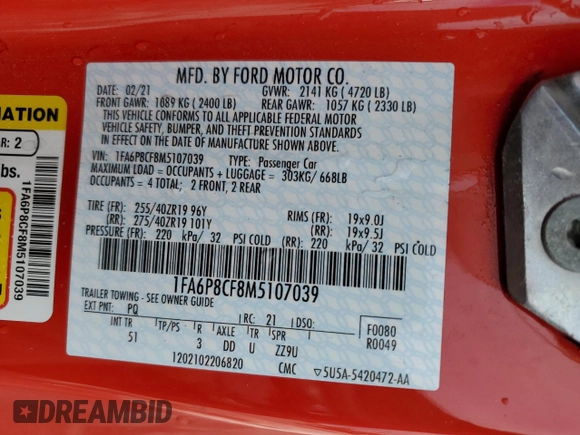 MFD. BY FORD MOTOR CO.
02/21 GVWR: 2141 KG ( 4720 LB)
FRONT GAWR: 1089 KG ( 2400 LB) REAR GAWR: 1057 KG ( 2330 LB)
THIS VEHICLE CONFORMS TO ALL APPLICABLE FEDERAL MOTOR
VEHICLE SAFETY, BUMPER, AND THEFT PREVENTION STANDARDS
IN EFFECT ON THE DATE OF MANUFACTURE SHOWN ABOVE.
VIN: 1FA6P8CF8M5107039 TYPE: Passenger Car
MAXIMUM LOAD = OCCUPANTS + LUGGAGE = 303KG/ 668LB
OCCUPANTS = 4 TOTAL; 2 FRONT, 2 REAR
TIRE (FR): 255/40ZR19 96Y RIMS (FR): 19x9.0J
(RR): 275/40ZR19 101Y (RR): 19x9.5J
PRESSURE (FR): 220 kPa/ 32 PSI COLD (RR): 220 kPa/ 32 PSI COLD
1FA6P8CF8M5107039
TRAILER TOWING - SEE OWNER GUIDE
EXT PNT: PQ RC: 21 DSO: F0080
INT TR TP/PS R AXLE TR SPR R0049
51 3 DD U ZZ9U
1202102206820 CMC ▽5U5A-5420472-AA
MATION
R: 2
bs.
1FA6P8CF8M5107039
DREAMBID